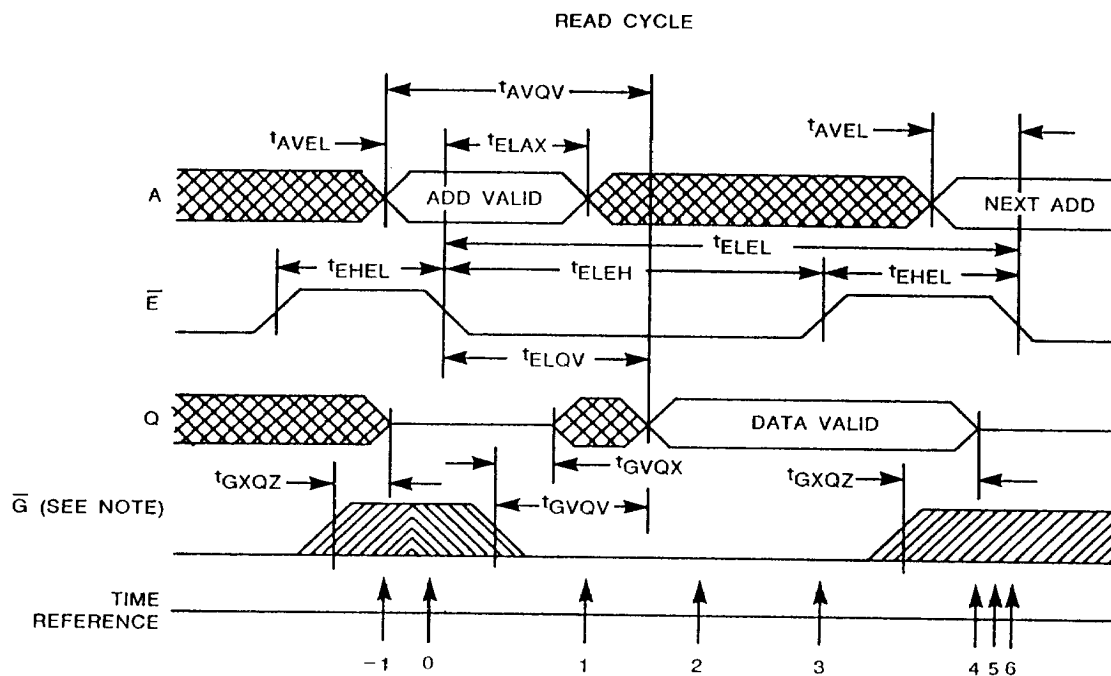 READ CYCLE
tAVQV
tAVEL tELAX tAVEL
A ADD VALID NEXT ADD
tELEL
tEHEL tELEH tEHEL
E
tELQV
Q DATA VALID
tGXQZ tGVQX tGXQZ
tGVQV
G (SEE NOTE)
TIME
REFERENCE
-1 0 1 2 3 4 5 6